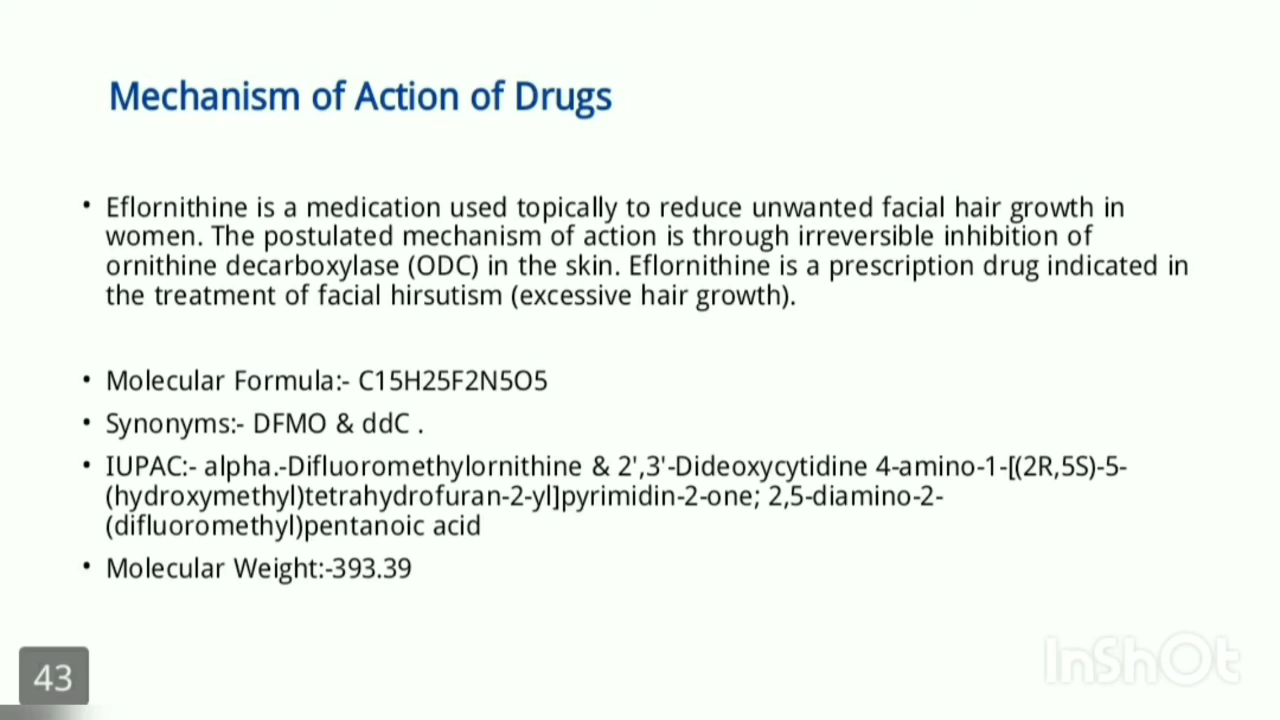 Mechanism of Action of Drugs
• Eflornithine is a medication used topically to reduce unwanted facial hair growth in
women. The postulated mechanism of action is through irreversible inhibition of
ornithine decarboxylase (ODC) in the skin. Eflornithine is a prescription drug indicated in
the treatment of facial hirsutism (excessive hair growth).
• Molecular Formula:- C15H25F2N5O5
• Synonyms:- DFMO & ddC .
• IUPAC:- alpha.-Difluoromethylornithine & 2',3'-Dideoxycytidine 4-amino-1-[(2R,5S)-5-
(hydroxymethyl)tetrahydrofuran-2-yl]pyrimidin-2-one; 2,5-diamino-2-
(difluoromethyl)pentanoic acid
• Molecular Weight:-393.39
43
InShOt